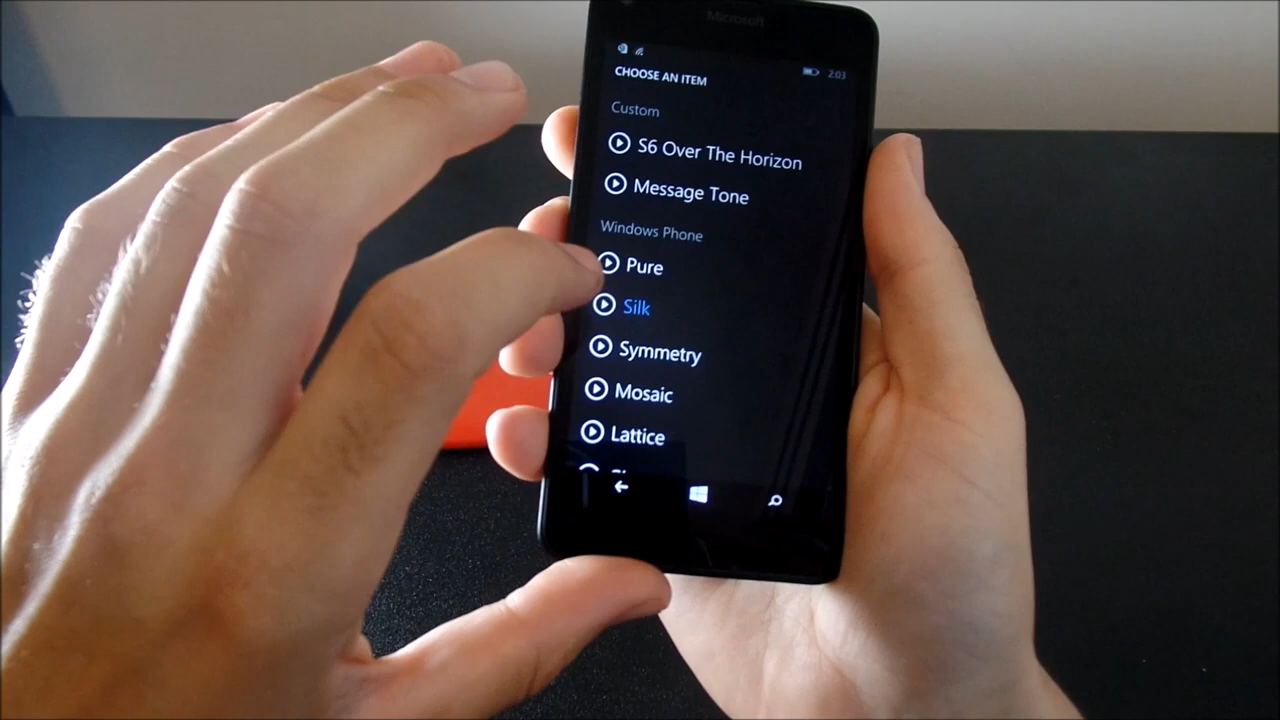 Microsoft
2:03
CHOOSE AN ITEM
Custom
S6 Over The Horizon
Message Tone
Windows Phone
Pure
Silk
Symmetry
Mosaic
Lattice